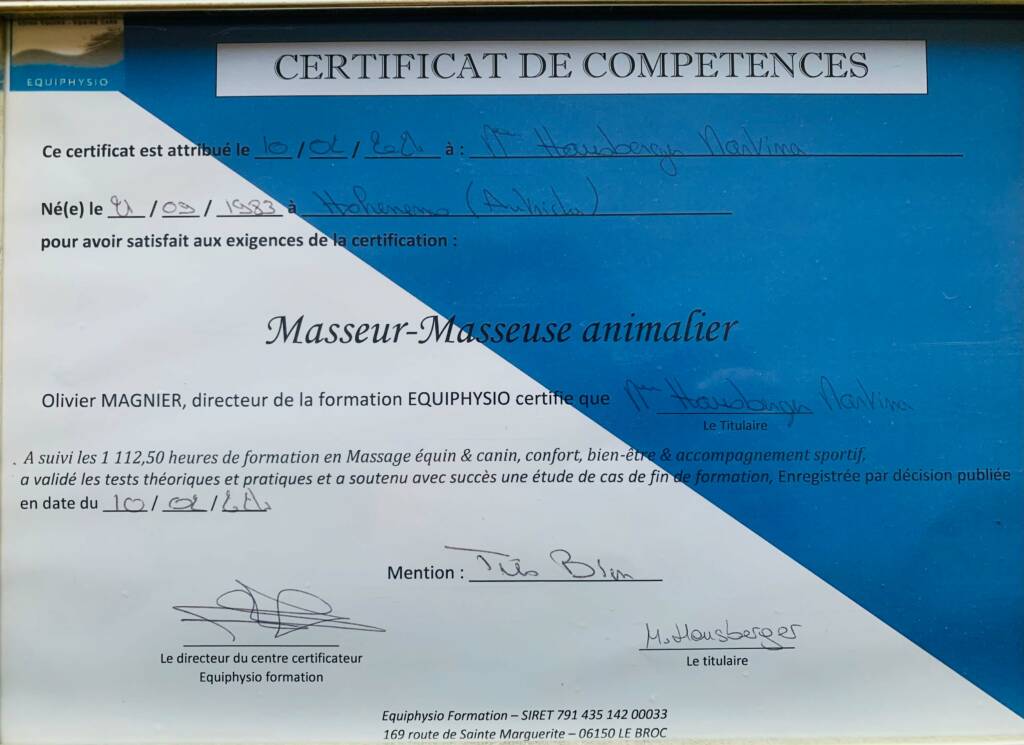 EQUIPHYSIO
CERTIFICAT DE COMPETENCES
Ce certificat est attribué le 10 / 02 / à : Hausberger Martina
Né(e) le 21 / 09 / 1983 à Hohenems (Autriche)
pour avoir satisfait aux exigences de la certification :
Masseur-Masseuse animalier
Olivier MAGNIER, directeur de la formation EQUIPHYSIO certifie que Hausberger Martina
Le Titulaire
. A suivi les 1 112,50 heures de formation en Massage équin & canin, confort, bien-être & accompagnement sportif,
a validé les tests théoriques et pratiques et a soutenu avec succès une étude de cas de fin de formation, Enregistrée par décision publiée
en date du 10 / 02 /
Mention : Très Bien
M. Hausberger
Le directeur du centre certificateur
Le titulaire
Equiphysio formation
Equiphysio Formation – SIRET 791 435 142 00033
169 route de Sainte Marguerite – 06150 LE BROC